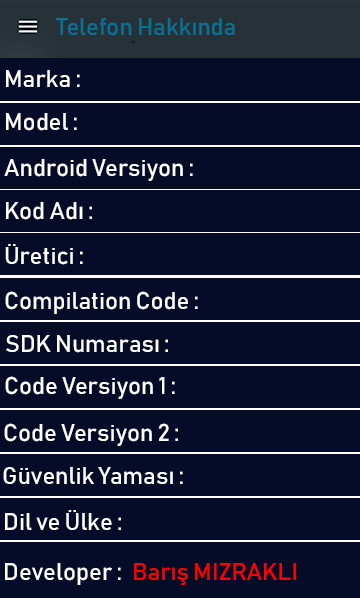 Telefon Hakkında
Marka :
Model :
Android Versiyon :
Kod Adı :
Üretici :
Compilation Code :
SDK Numarası :
Code Versiyon 1 :
Code Versiyon 2 :
Güvenlik Yaması :
Dil ve Ülke :
Developer : Barış MIZRAKLI